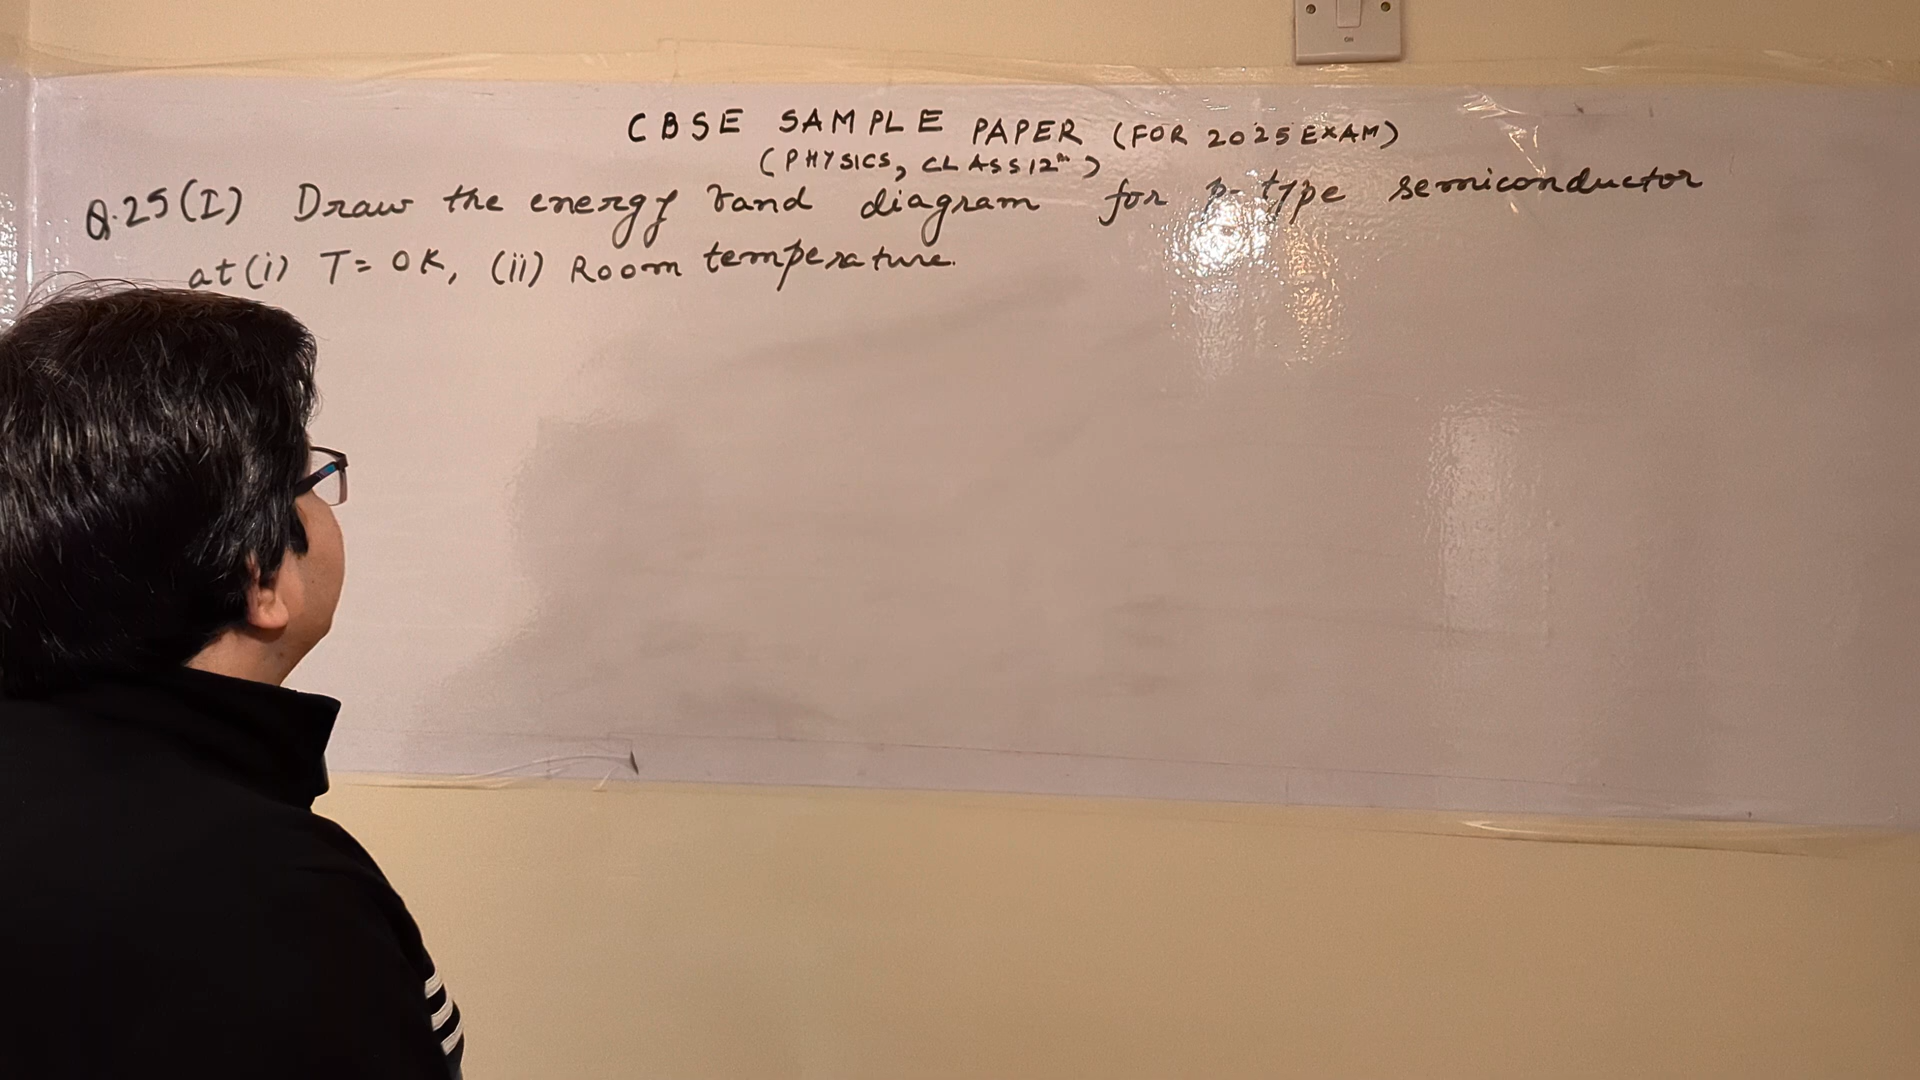 CBSE SAMPLE PAPER (FOR 2025 EXAM)
(PHYSICS, CLASS 12th)
Q.25(I) Draw the energy band diagram for p-type semiconductor
at (i) T= 0K, (ii) Room temperature.
ON